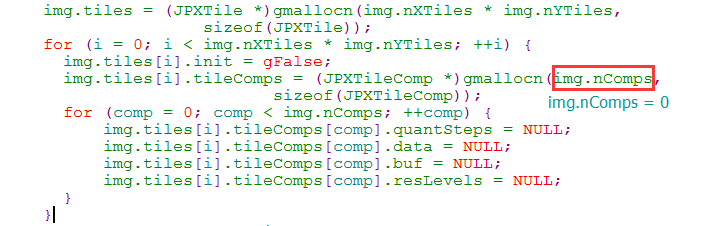 img.tiles = (JPXTile *)gmallocn(img.nXTiles * img.nYTiles,
sizeof(JPXTile));
for (i = 0; i < img.nXTiles * img.nYTiles; ++i) {
img.tiles[i].init = gFalse;
img.tiles[i].tileComps = (JPXTileComp *)gmallocn(img.nComps,
sizeof(JPXTileComp));
img.nComps = 0
for (comp = 0; comp < img.nComps; ++comp) {
img.tiles[i].tileComps[comp].quantSteps = NULL;
img.tiles[i].tileComps[comp].data = NULL;
img.tiles[i].tileComps[comp].buf = NULL;
img.tiles[i].tileComps[comp].resLevels = NULL;
}
}